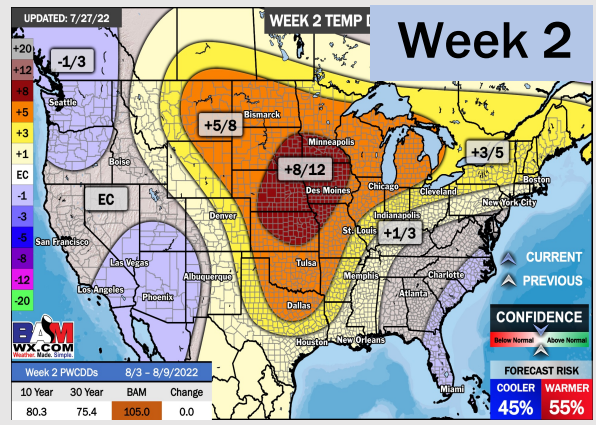 UPDATED: 7/27/22
WEEK 2 TEMP D
Week 2
+20
+12
+8
+5
+3
+1
EC
-1
-3
-5
-8
-12
-20
-1/3
Seattle
Boise
EC
San Francisco
Las Vegas
Los Angeles
Phoenix
Albuquerque
Denver
+5/8
Bismarck
Minneapolis
+8/12
Des Moines
Chicago
Cleveland
+3/5
Boston
New York City
Indianapolis
St. Louis
+1/3
Tulsa
Memphis
Charlotte
Atlanta
Dallas
Houston
New Orleans
Miami
CURRENT
PREVIOUS
CONFIDENCE
Below Normal
Above Normal
FORECAST RISK
COOLER
WARMER
45%
55%
BAM
WX.COM
Weather. Made. Simple.
Week 2 PWCDDs 8/3 – 8/9/2022
10 Year 30 Year BAM Change
80.3 75.4 105.0 0.0